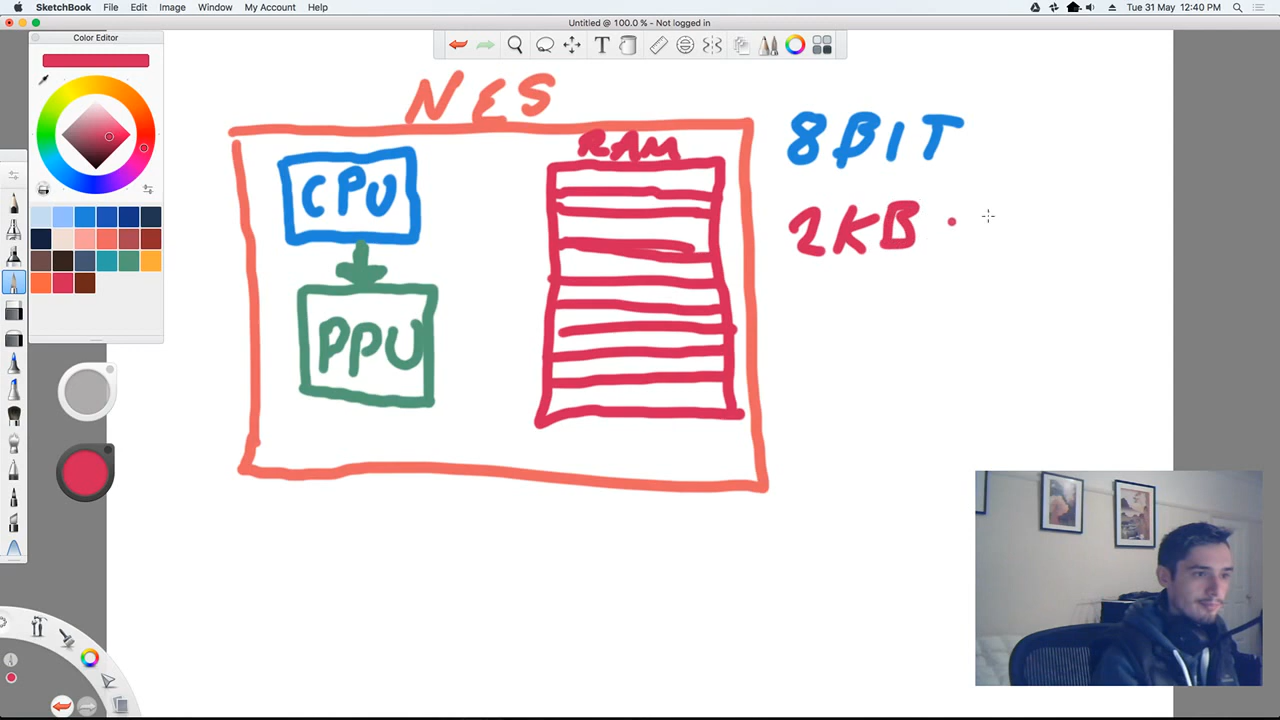 SketchBook File Edit Image Window My Account Help Tue 31 May 12:40 PM
Untitled @ 100.0 % - Not logged in
Color Editor
NES
RAM
8BIT
CPU
2KB
PPU